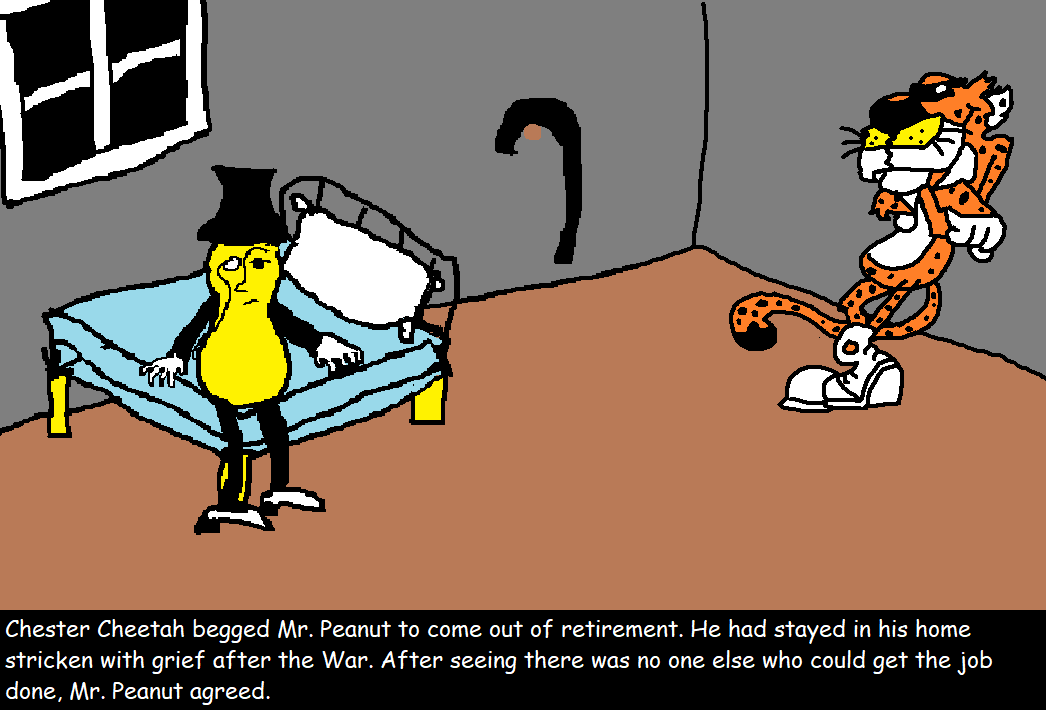 Chester Cheetah begged Mr. Peanut to come out of retirement. He had stayed in his home
stricken with grief after the War. After seeing there was no one else who could get the job
done, Mr. Peanut agreed.